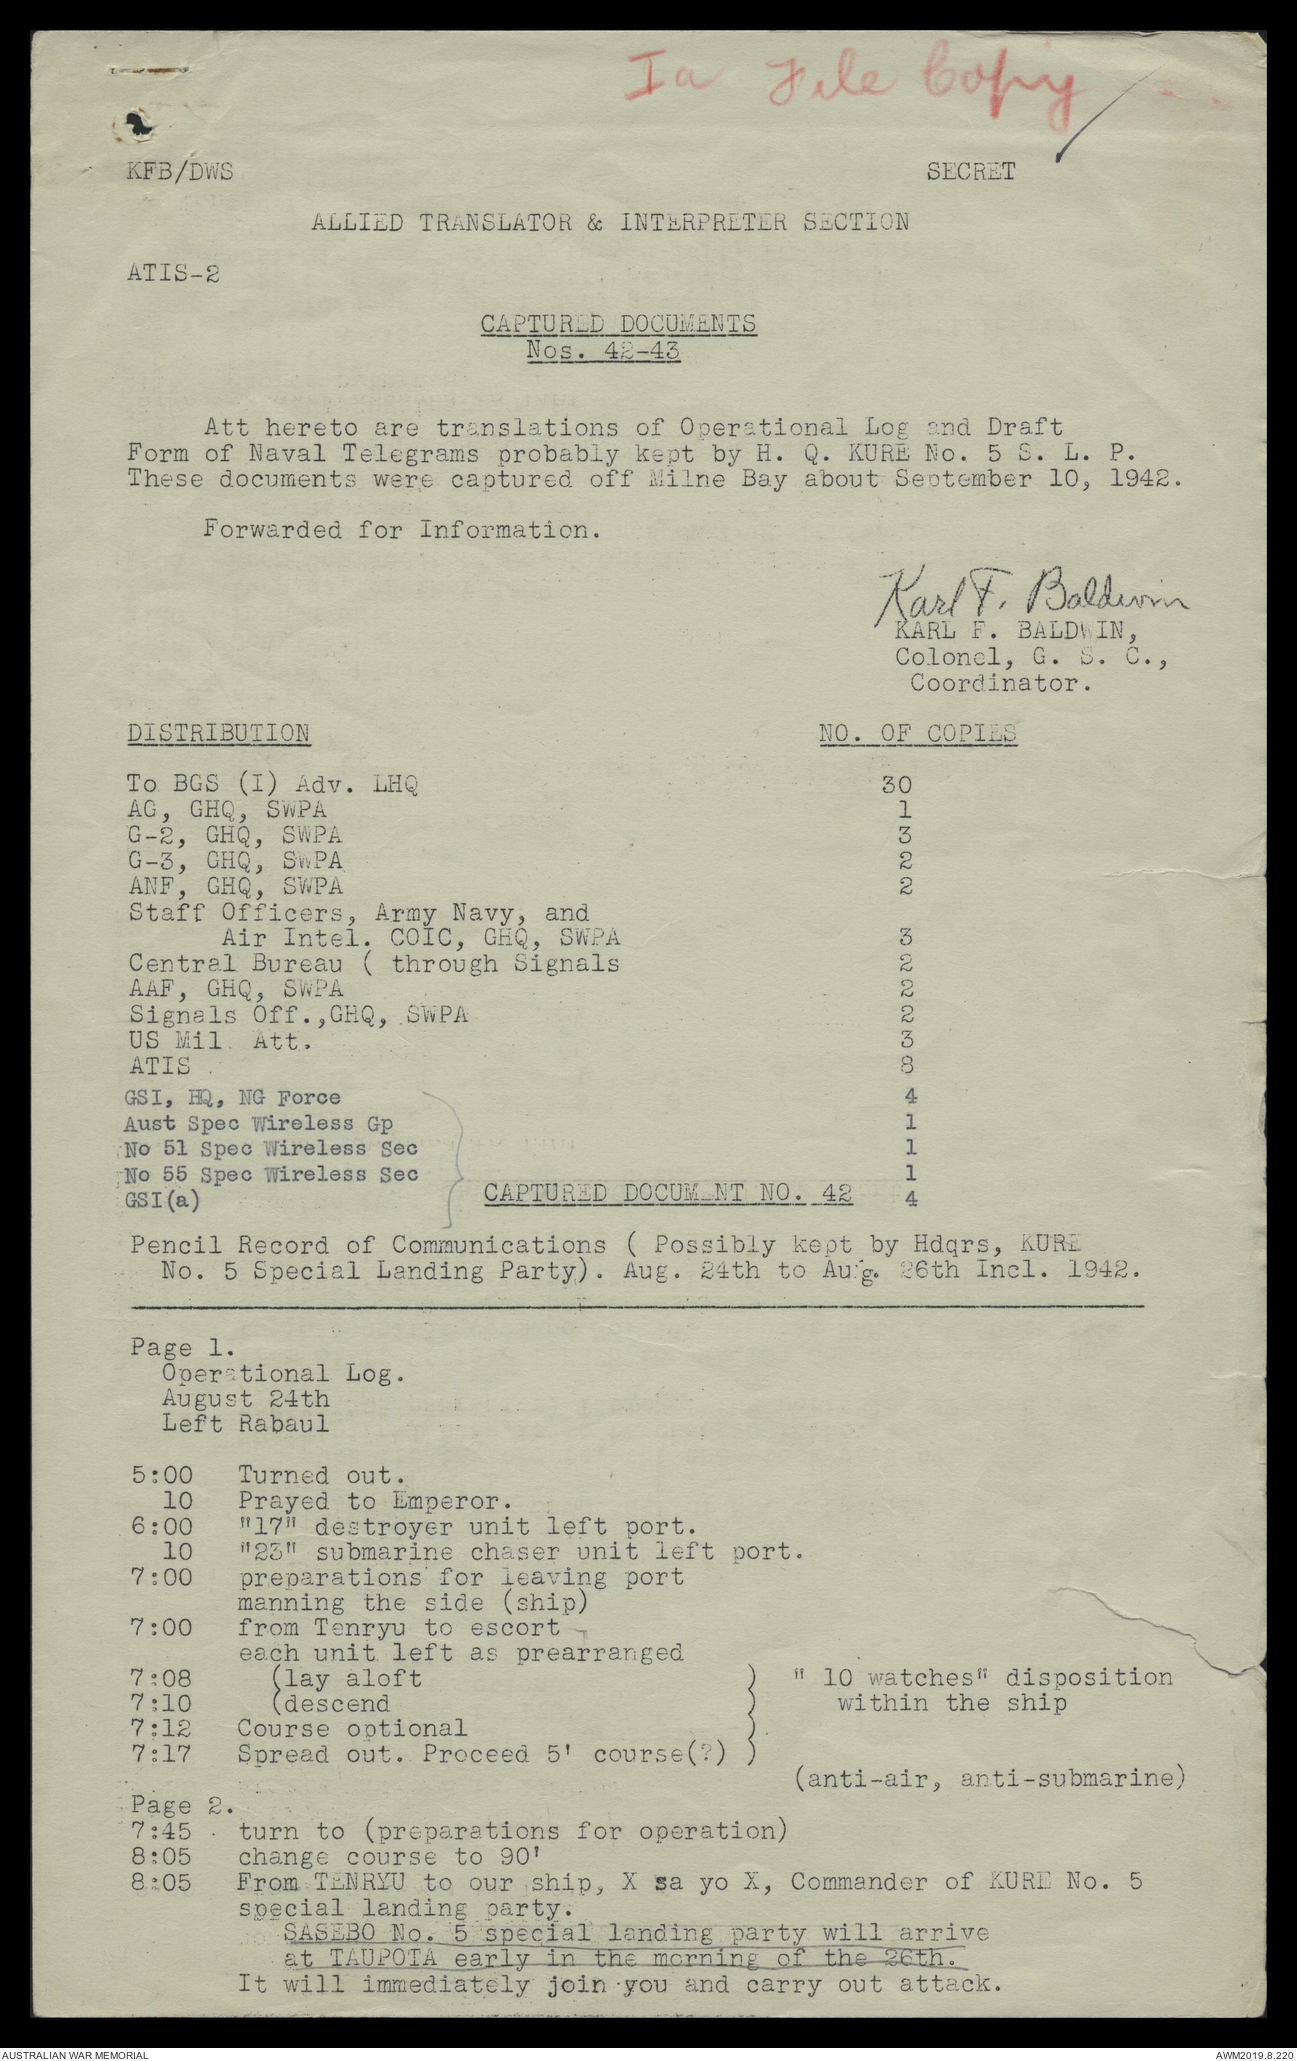 Ia File Copy
KFB/DWS SECRET
ALLIED TRANSLATOR & INTERPRETER SECTION
ATIS-2
CAPTURED DOCUMENTS
Nos. 42-43
Att hereto are translations of Operational Log and Draft
Form of Naval Telegrams probably kept by H. Q. KURE No. 5 S. L. P.
These documents were captured off Milne Bay about September 10, 1942.
Forwarded for Information.
Karl F. Baldwin
KARL F. BALDWIN,
Colonel, G. S. C.,
Coordinator.
DISTRIBUTION NO. OF COPIES
To BGS (I) Adv. LHQ 30
AG, GHQ, SWPA 1
G-2, GHQ, SWPA 3
G-3, GHQ, SWPA 2
ANF, GHQ, SWPA 2
Staff Officers, Army Navy, and
Air Intel. COIC, GHQ, SWPA 3
Central Bureau ( through Signals 2
AAF, GHQ, SWPA 2
Signals Off.,GHQ, SWPA 2
US Mil. Att. 3
ATIS 8
GSI, HQ, NG Force 4
Aust Spec Wireless Gp 1
No 51 Spec Wireless Sec 1
No 55 Spec Wireless Sec 1
GSI(a) 4
CAPTURED DOCUMENT NO. 42
Pencil Record of Communications ( Possibly kept by Hdqrs, KURE
No. 5 Special Landing Party). Aug. 24th to Aug. 26th Incl. 1942.
Page 1.
Operational Log.
August 24th
Left Rabaul
5:00 Turned out.
10 Prayed to Emperor.
6:00 "17" destroyer unit left port.
10 "23" submarine chaser unit left port.
7:00 preparations for leaving port
manning the side (ship)
7:00 from Tenryu to escort
each unit left as prearranged
7:08 (lay aloft ) " 10 watches" disposition
7:10 (descend ) within the ship
7:12 Course optional )
7:17 Spread out. Proceed 5' course(?) )
(anti-air, anti-submarine)
Page 2.
7:45 turn to (preparations for operation)
8:05 change course to 90'
8:05 From TENRYU to our ship, X sa yo X, Commander of KURE No. 5
special landing party.
SASEBO No. 5 special landing party will arrive
at TAUPOTA early in the morning of the 26th.
It will immediately join you and carry out attack.
AUSTRALIAN WAR MEMORIAL AWM2019.8.220